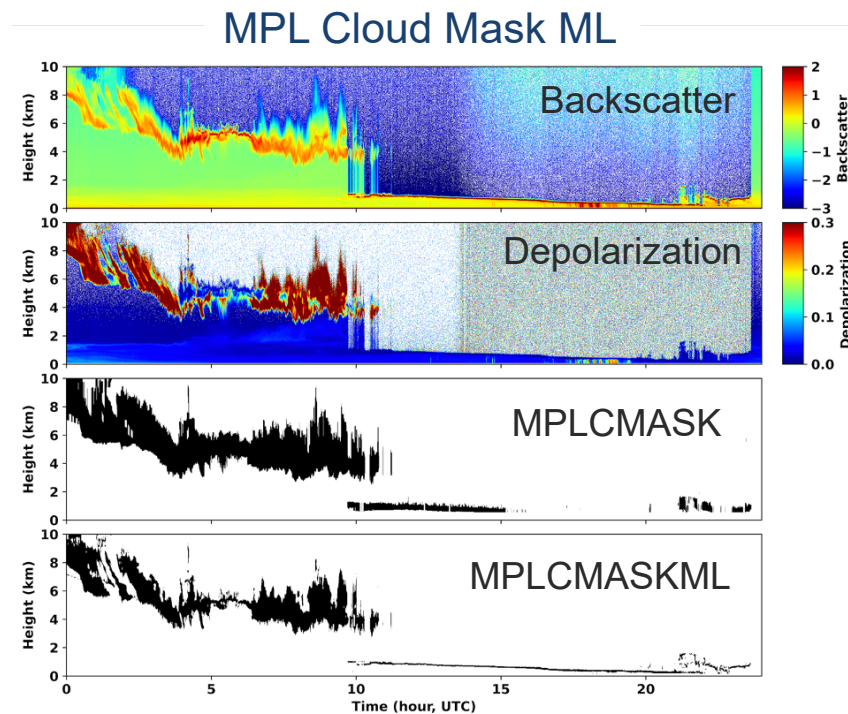 MPL Cloud Mask ML
10
8
6
4
2
0
Height (km)
Backscatter
2
1
0
−1
−2
−3
Backscatter
10
8
6
4
2
0
Height (km)
Depolarization
0.3
0.2
0.1
0.0
Depolarization
10
8
6
4
2
0
Height (km)
MPLCMASK
10
8
6
4
2
0
Height (km)
MPLCMASKML
0 5 10 15 20
Time (hour, UTC)